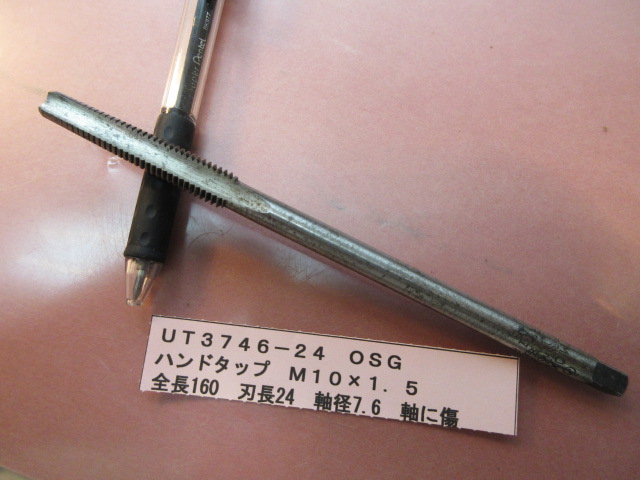 Pentel
UT3746-24 OSG
ハンドタップ M10×1.5
全長160 刃長24 軸径7.6 軸に傷